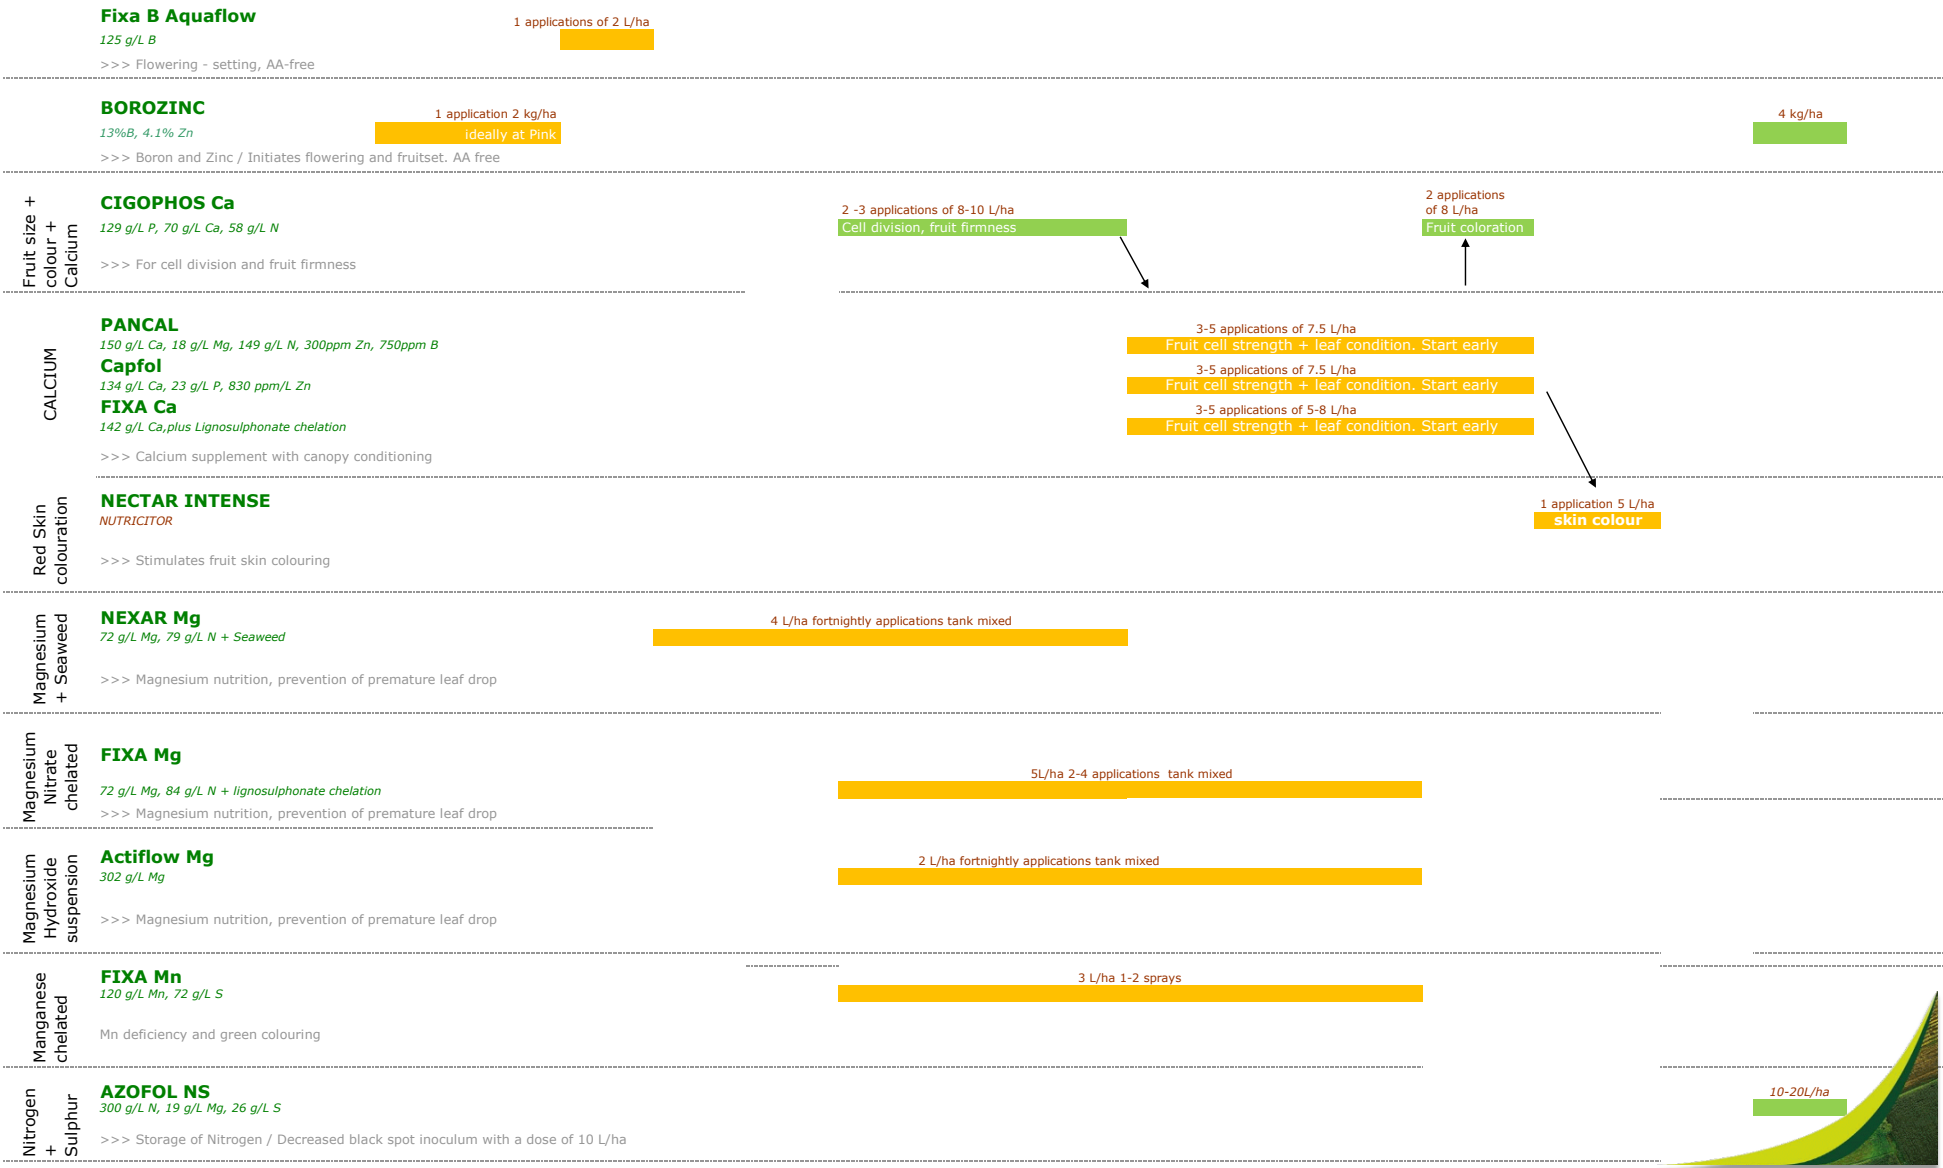 Fixa B Aquaflow
1 applications of 2 L/ha
125 g/L B
>>> Flowering - setting, AA-free
BOROZINC
1 application 2 kg/ha
4 kg/ha
13%B, 4.1% Zn
ideally at Pink
>>> Boron and Zinc / Initiates flowering and fruitset. AA free
Fruit size +
colour +
Calcium
CIGOPHOS Ca
2 applications
of 8 L/ha
2 -3 applications of 8-10 L/ha
129 g/L P, 70 g/L Ca, 58 g/L N
Cell division, fruit firmness
Fruit coloration
>>> For cell division and fruit firmness
CALCIUM
PANCAL
3-5 applications of 7.5 L/ha
150 g/L Ca, 18 g/L Mg, 149 g/L N, 300ppm Zn, 750ppm B
Fruit cell strength + leaf condition. Start early
Capfol
3-5 applications of 7.5 L/ha
134 g/L Ca, 23 g/L P, 830 ppm/L Zn
Fruit cell strength + leaf condition. Start early
FIXA Ca
3-5 applications of 5-8 L/ha
142 g/L Ca,plus Lignosulphonate chelation
Fruit cell strength + leaf condition. Start early
>>> Calcium supplement with canopy conditioning
Red Skin
colouration
NECTAR INTENSE
1 application 5 L/ha
NUTRICITOR
skin colour
>>> Stimulates fruit skin colouring
Magnesium
+ Seaweed
NEXAR Mg
4 L/ha fortnightly applications tank mixed
72 g/L Mg, 79 g/L N + Seaweed
>>> Magnesium nutrition, prevention of premature leaf drop
Magnesium
Nitrate
chelated
FIXA Mg
5L/ha 2-4 applications  tank mixed
72 g/L Mg, 84 g/L N + lignosulphonate chelation
>>> Magnesium nutrition, prevention of premature leaf drop
Magnesium
Hydroxide
suspension
Actiflow Mg
2 L/ha fortnightly applications tank mixed
302 g/L Mg
>>> Magnesium nutrition, prevention of premature leaf drop
Manganese
chelated
FIXA Mn
3 L/ha 1-2 sprays
120 g/L Mn, 72 g/L S
Mn deficiency and green colouring
Nitrogen
+
Sulphur
AZOFOL NS
10-20L/ha
300 g/L N, 19 g/L Mg, 26 g/L S
>>> Storage of Nitrogen / Decreased black spot inoculum with a dose of 10 L/ha